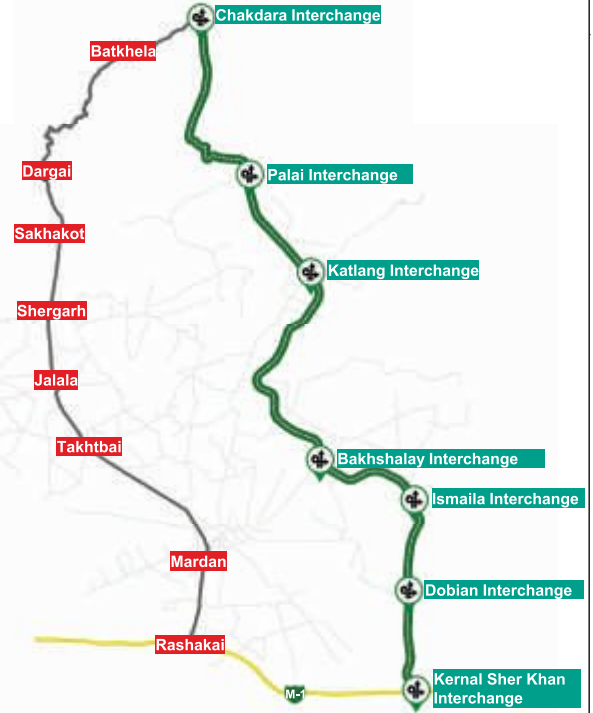 Chakdara Interchange
Batkhela
Dargai
Palai Interchange
Sakhakot
Katlang Interchange
Shergarh
Jalala
Takhtbai
Bakhshalay Interchange
Ismaila Interchange
Mardan
Dobian Interchange
Rashakai
Kernal Sher Khan
Interchange
M-1